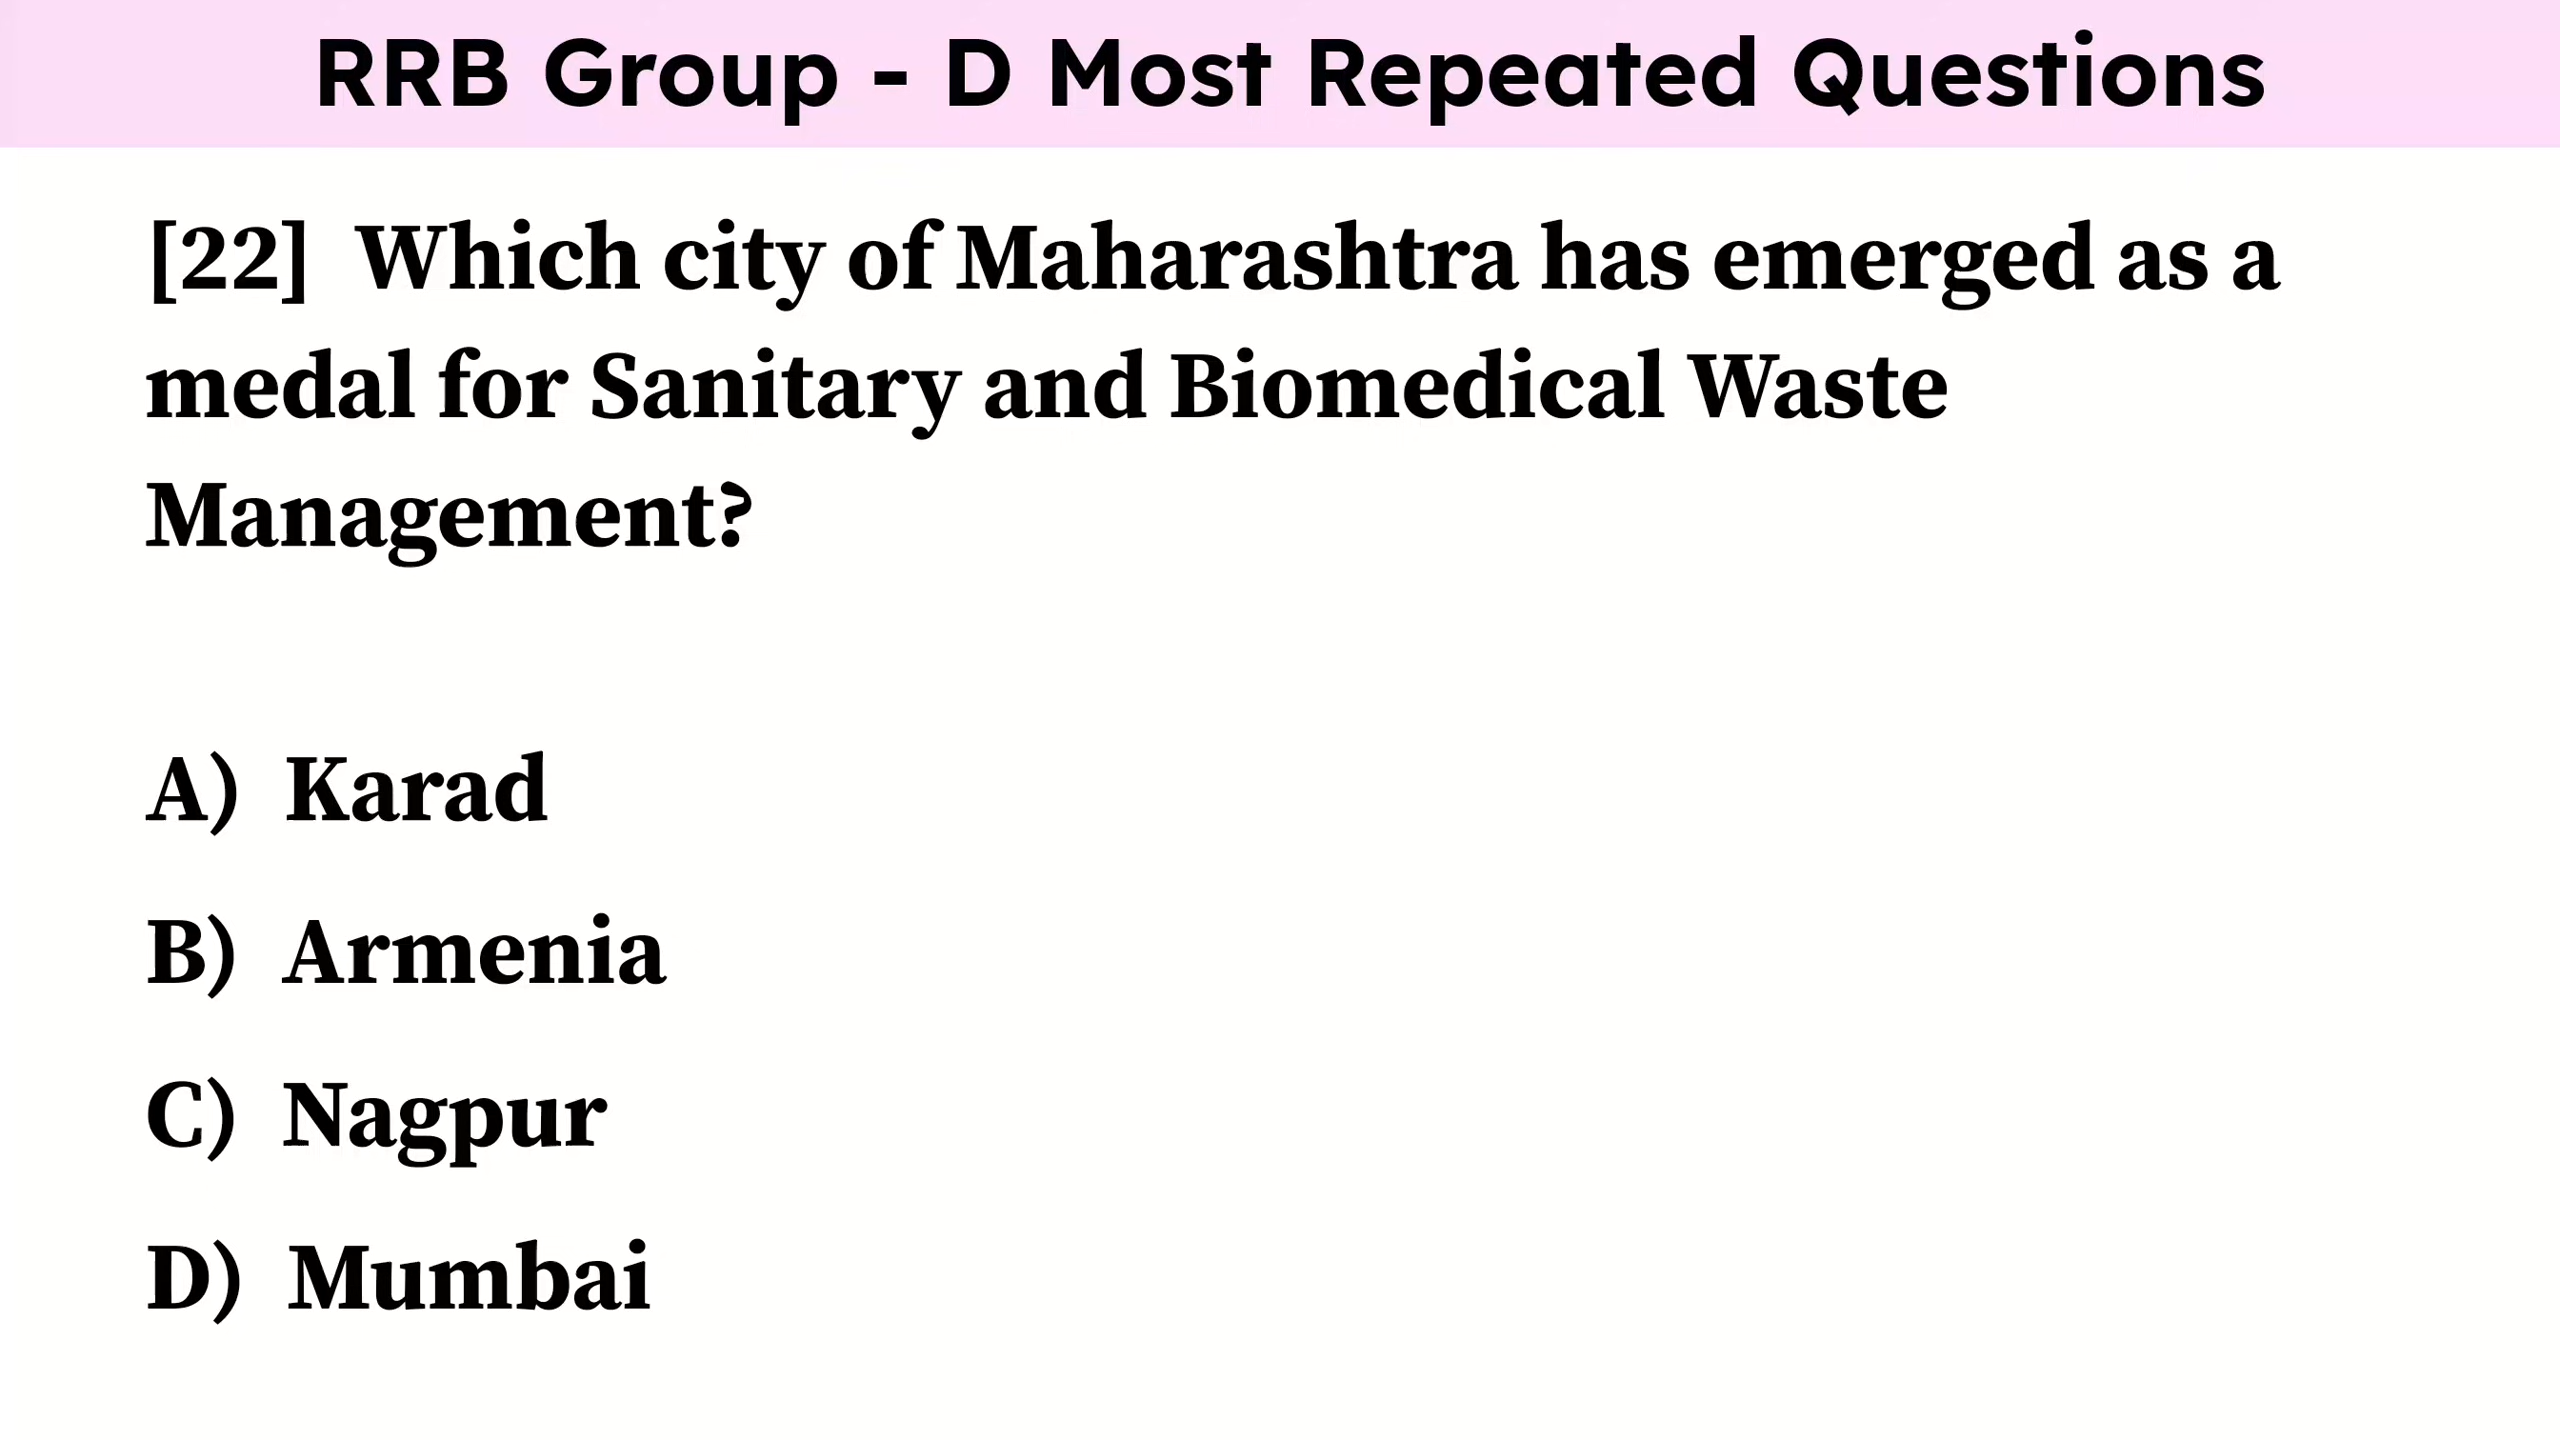 RRB Group - D Most Repeated Questions
[22] Which city of Maharashtra has emerged as a
medal for Sanitary and Biomedical Waste
Management?
A) Karad
B) Armenia
C) Nagpur
D) Mumbai